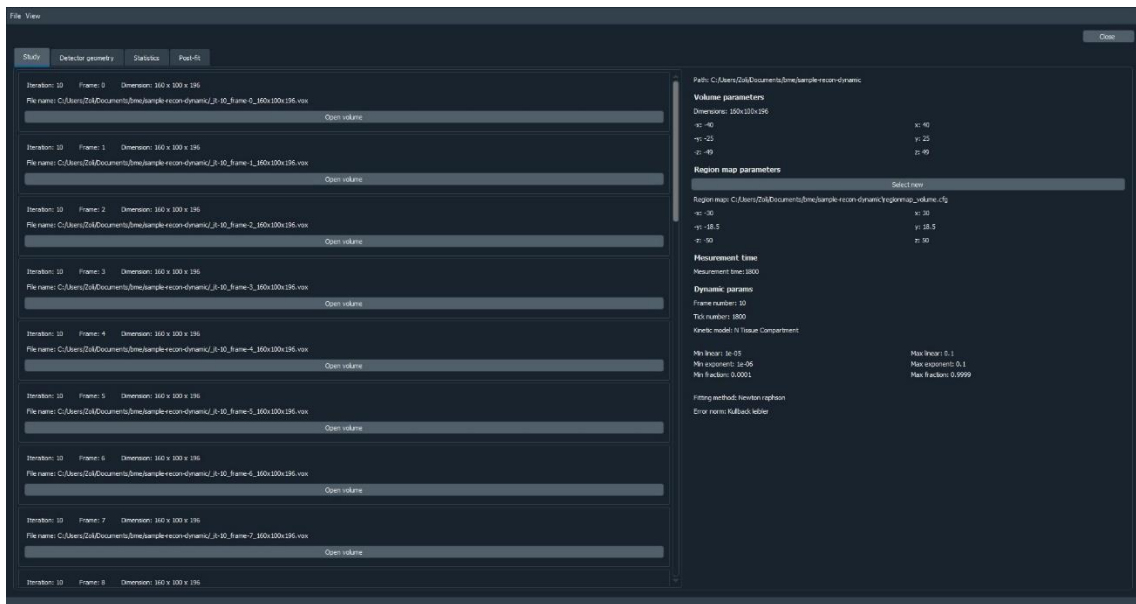 File View
Close
Study Detector geometry Statistics Post-fit
Iteration: 10 Frame: 0 Dimension: 160 x 100 x 196
File name: C:/Users/Zoli/Documents/bme/sample-recon-dynamic/_it-10_frame-0_160x100x196.vox
Open volume
Iteration: 10 Frame: 1 Dimension: 160 x 100 x 196
File name: C:/Users/Zoli/Documents/bme/sample-recon-dynamic/_it-10_frame-1_160x100x196.vox
Open volume
Iteration: 10 Frame: 2 Dimension: 160 x 100 x 196
File name: C:/Users/Zoli/Documents/bme/sample-recon-dynamic/_it-10_frame-2_160x100x196.vox
Open volume
Iteration: 10 Frame: 3 Dimension: 160 x 100 x 196
File name: C:/Users/Zoli/Documents/bme/sample-recon-dynamic/_it-10_frame-3_160x100x196.vox
Open volume
Iteration: 10 Frame: 4 Dimension: 160 x 100 x 196
File name: C:/Users/Zoli/Documents/bme/sample-recon-dynamic/_it-10_frame-4_160x100x196.vox
Open volume
Iteration: 10 Frame: 5 Dimension: 160 x 100 x 196
File name: C:/Users/Zoli/Documents/bme/sample-recon-dynamic/_it-10_frame-5_160x100x196.vox
Open volume
Iteration: 10 Frame: 6 Dimension: 160 x 100 x 196
File name: C:/Users/Zoli/Documents/bme/sample-recon-dynamic/_it-10_frame-6_160x100x196.vox
Open volume
Iteration: 10 Frame: 7 Dimension: 160 x 100 x 196
File name: C:/Users/Zoli/Documents/bme/sample-recon-dynamic/_it-10_frame-7_160x100x196.vox
Open volume
Iteration: 10 Frame: 8 Dimension: 160 x 100 x 196
Path: C:/Users/Zoli/Documents/bme/sample-recon-dynamic
Volume parameters
Dimensions: 160x100x196
-x: -40 x: 40
-y: -25 y: 25
-z: -49 z: 49
Region map parameters
Select new
Region map: C:/Users/Zoli/Documents/bme/sample-recon-dynamic\regionmap_volume.cfg
-x: -30 x: 30
-y: -18.5 y: 18.5
-z: -50 z: 50
Mesurement time
Mesurement time: 1800
Dynamic params
Frame number: 10
Tick number: 1800
Kinetic model: N Tissue Compartment
Min linear: 1e-05 Max linear: 0.1
Min exponent: 1e-06 Max exponent: 0.1
Min fraction: 0.0001 Max fraction: 0.9999
Fitting method: Newton raphson
Error norm: Kullback leibler